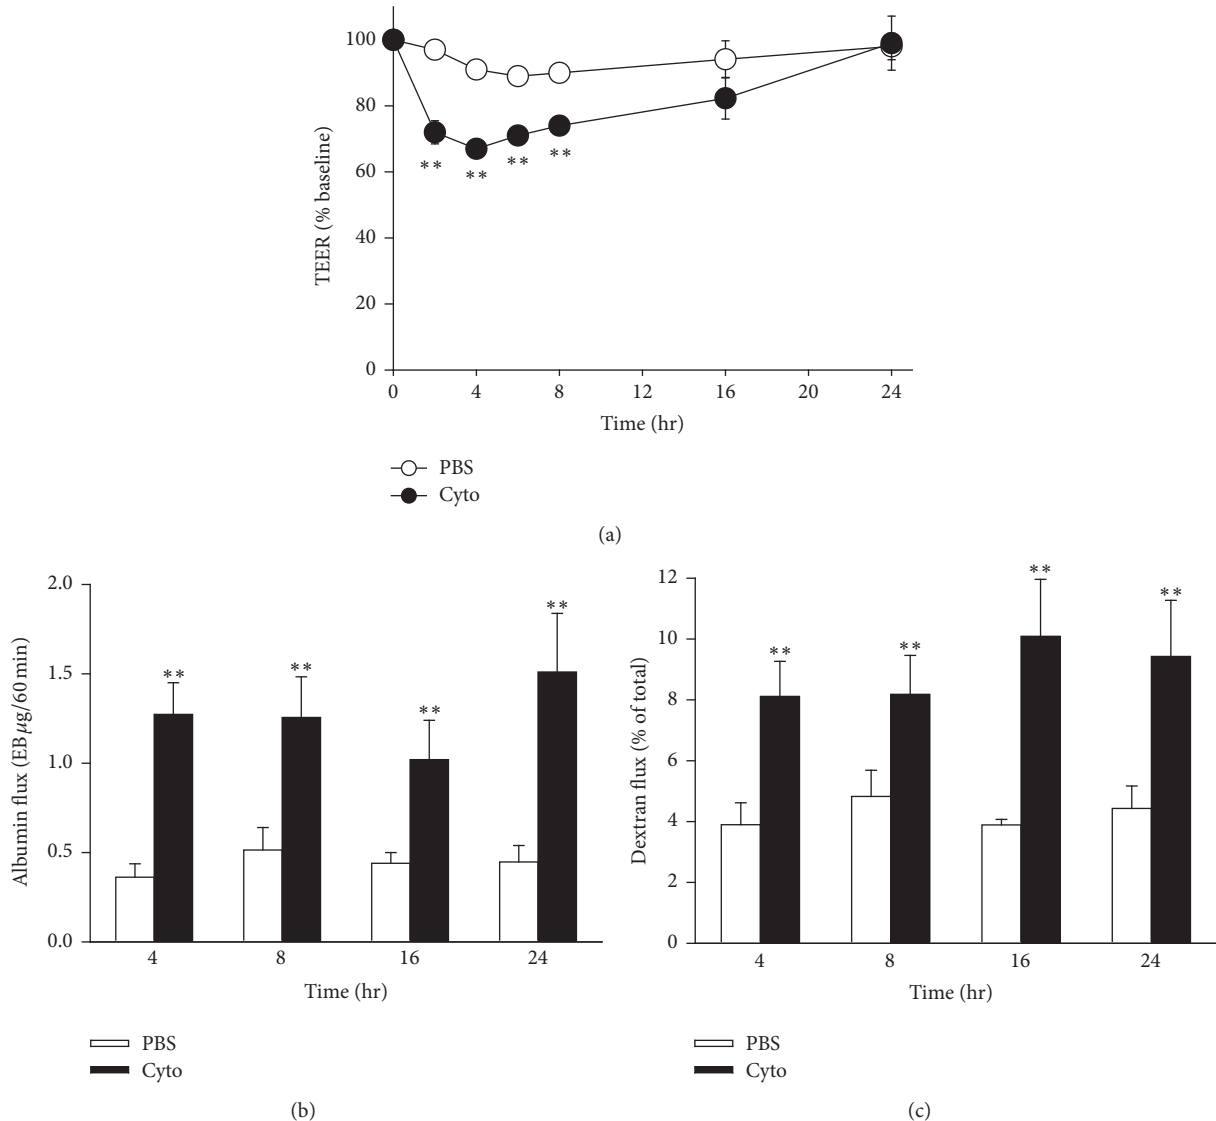 100
80
60
40
20
0
TEER (% baseline)
**
**
**
**
0 4 8 12 16 20 24
Time (hr)
PBS
Cyto
(a)
2.0
1.5
1.0
0.5
0.0
Albumin flux (EB μg/60 min)
**
**
**
**
4 8 16 24
Time (hr)
PBS
Cyto
(b)
12
10
8
6
4
2
0
Dextran flux (% of total)
**
**
**
**
4 8 16 24
Time (hr)
PBS
Cyto
(c)